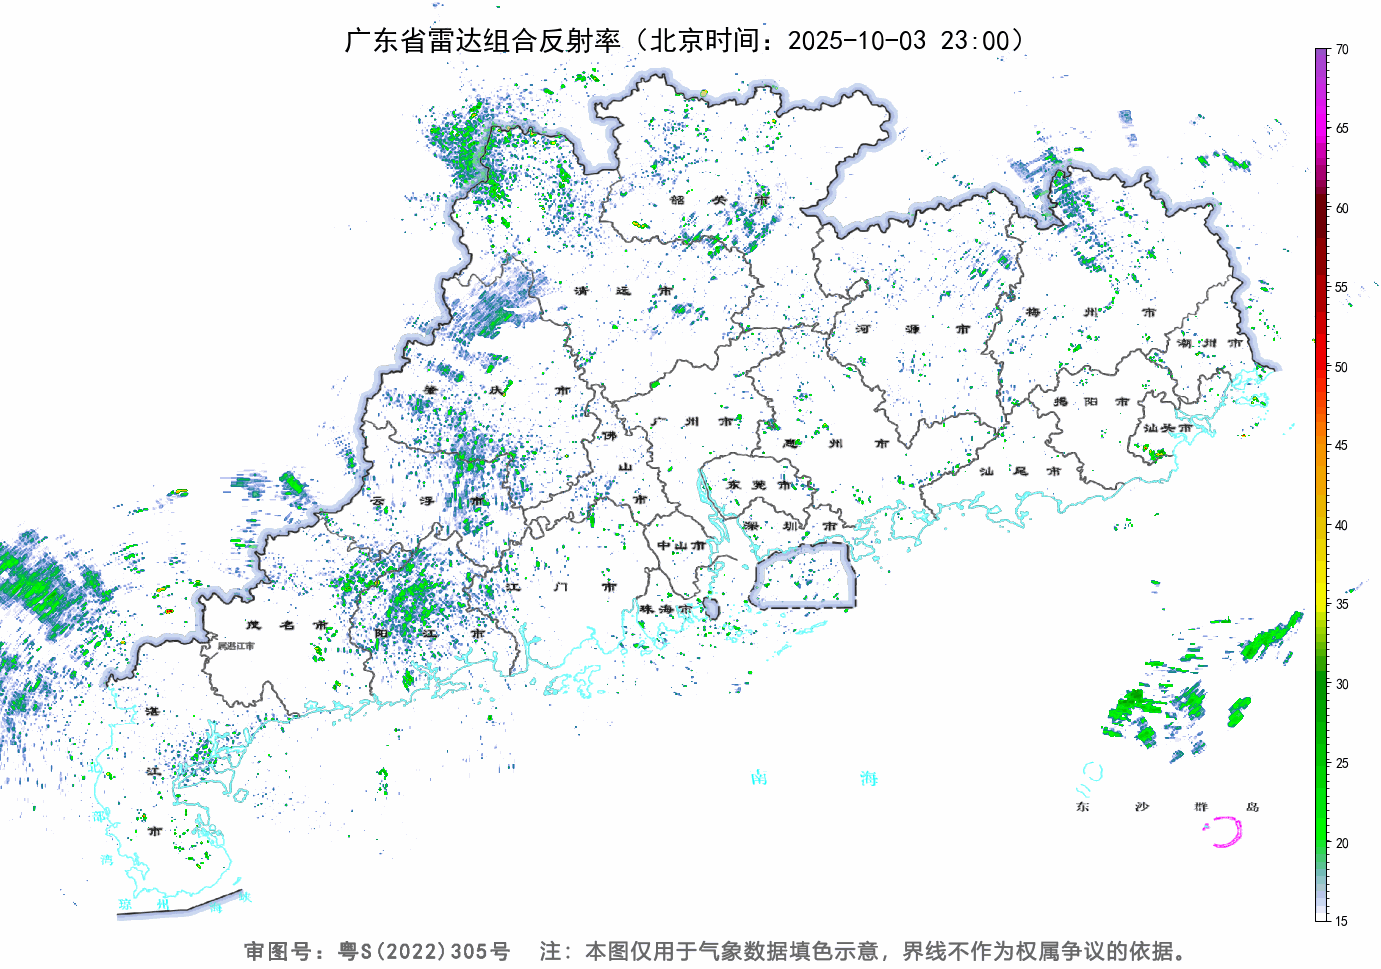 广东省雷达组合反射率（北京时间：2025-10-03 23:00）
70
65
60
55
50
45
40
35
30
25
20
15
韶关市
清远市
河源市
梅州市
潮州市
肇庆市
揭阳市
广州市
汕头市
佛山市
惠州市
汕尾市
东莞市
云浮市
深圳市
中山市
江门市
珠海市
茂名市
阳江市
属湛江市
湛江市
北部湾
南海
东沙群岛
琼州海峡
审图号：粤S(2022)305号 注：本图仅用于气象数据填色示意，界线不作为权属争议的依据。